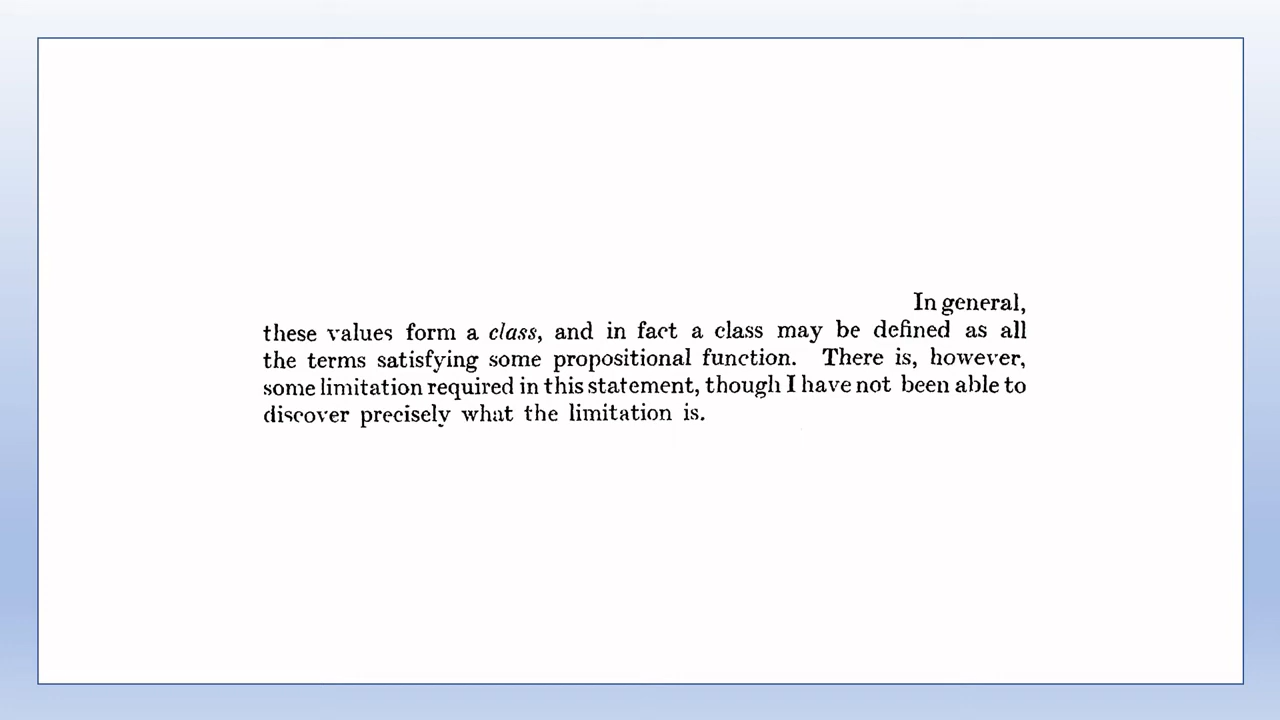 In general,
these values form a class, and in fact a class may be defined as all
the terms satisfying some propositional function. There is, however,
some limitation required in this statement, though I have not been able to
discover precisely what the limitation is.